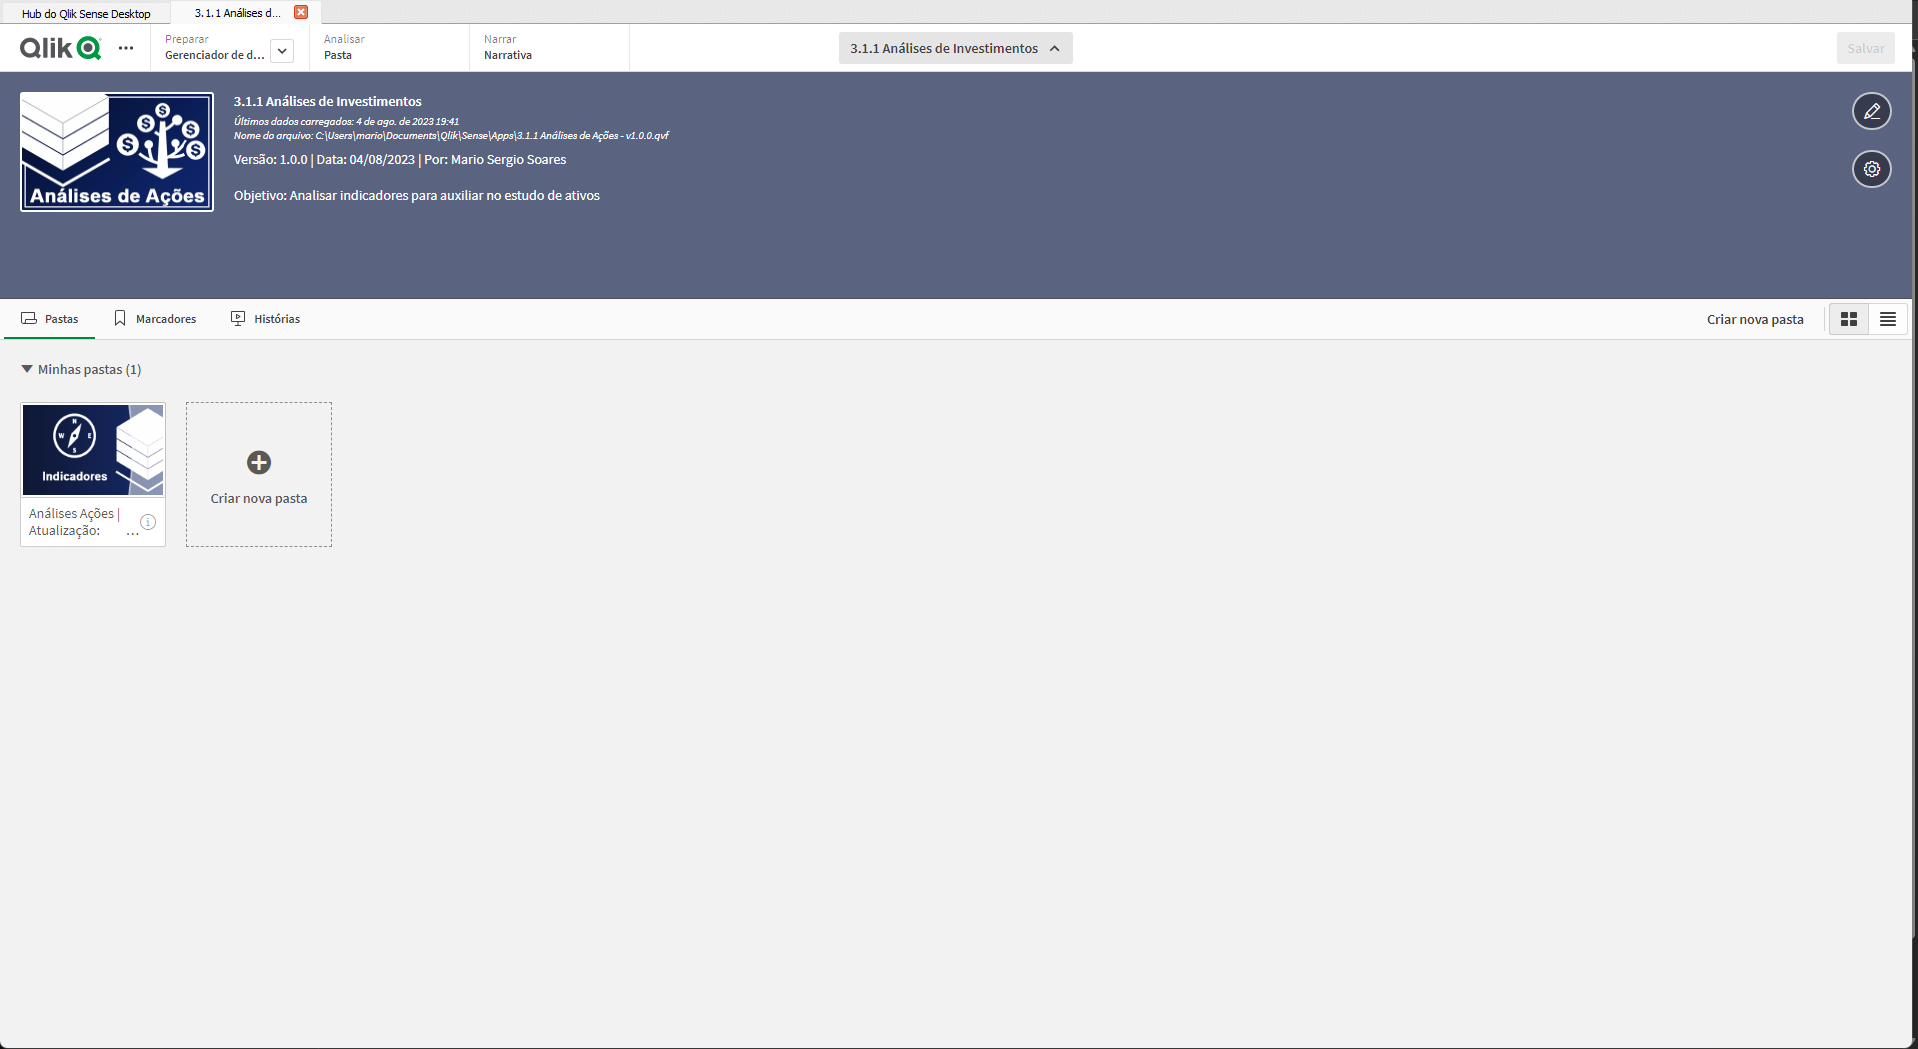 Hub do Qlik Sense Desktop
3.1.1 Análises d...
Qlik
Preparar
Gerenciador de d...
Analisar
Pasta
Narrar
Narrativa
3.1.1 Análises de Investimentos
Salvar
Análises de Ações
3.1.1 Análises de Investimentos
Últimos dados carregados: 4 de ago. de 2023 19:41
Nome do arquivo: C:\Users\mario\Documents\Qlik\Sense\Apps\3.1.1 Análises de Ações - v1.0.0.qvf
Versão: 1.0.0 | Data: 04/08/2023 | Por: Mario Sergio Soares
Objetivo: Analisar indicadores para auxiliar no estudo de ativos
Pastas
Marcadores
Histórias
Criar nova pasta
Minhas pastas (1)
N
W E
S
Indicadores
Análises Ações |
Atualização: ...
Criar nova pasta